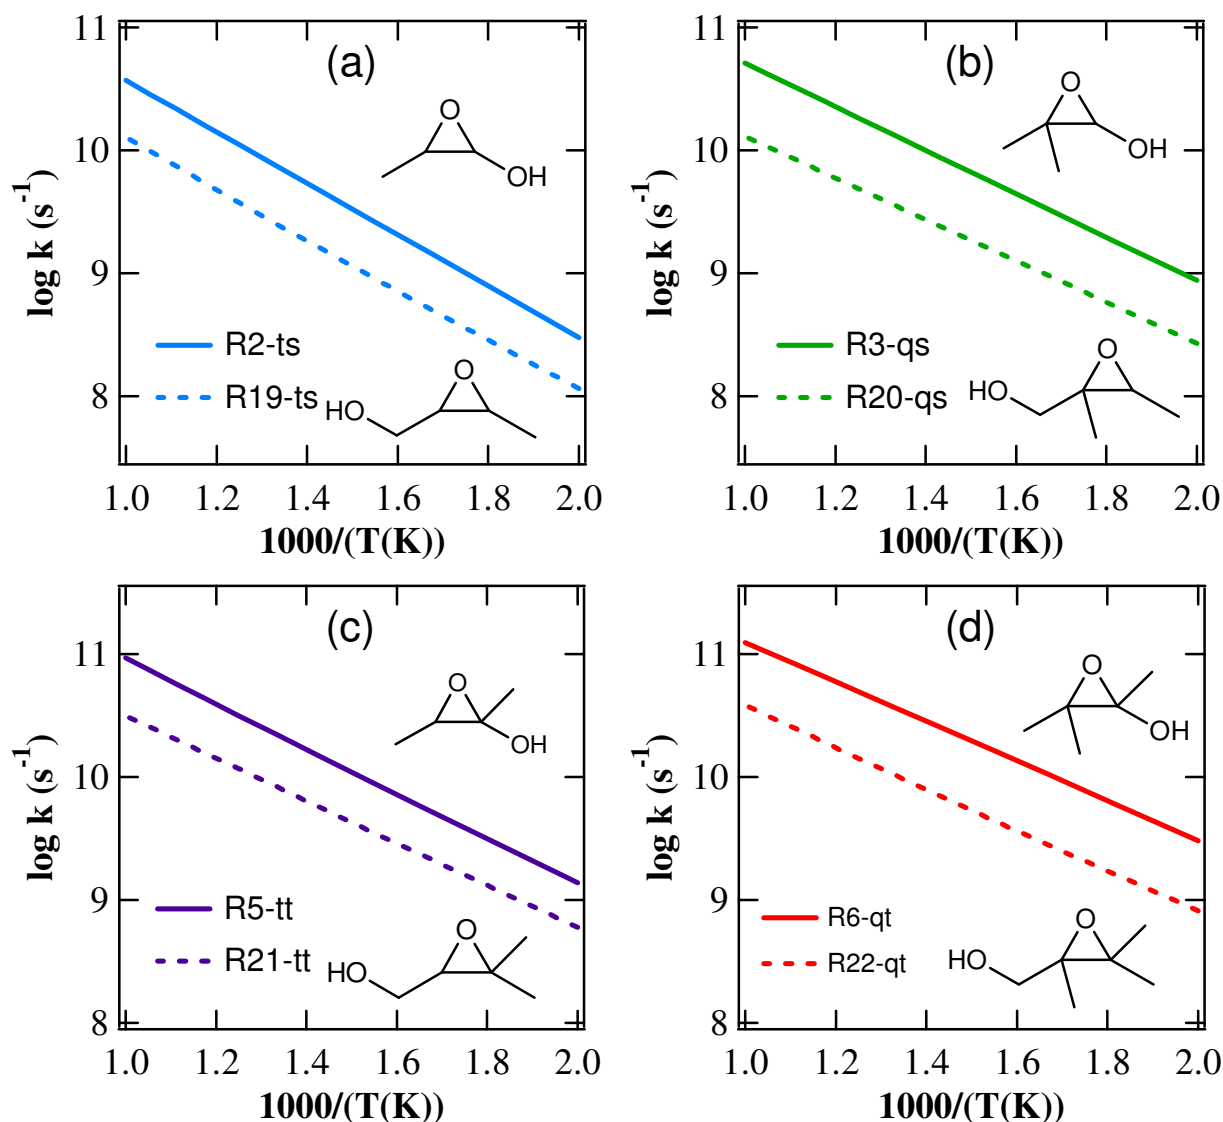 (a)
11
10
9
8
log k (s-1)
O
OH
R2-ts
R19-ts
O
HO
1.0 1.2 1.4 1.6 1.8 2.0
1000/(T(K))
(b)
11
10
9
8
log k (s-1)
O
OH
R3-qs
R20-qs
O
HO
1.0 1.2 1.4 1.6 1.8 2.0
1000/(T(K))
(c)
11
10
9
8
log k (s-1)
O
OH
R5-tt
R21-tt
O
HO
1.0 1.2 1.4 1.6 1.8 2.0
1000/(T(K))
(d)
11
10
9
8
log k (s-1)
O
OH
R6-qt
R22-qt
O
HO
1.0 1.2 1.4 1.6 1.8 2.0
1000/(T(K))